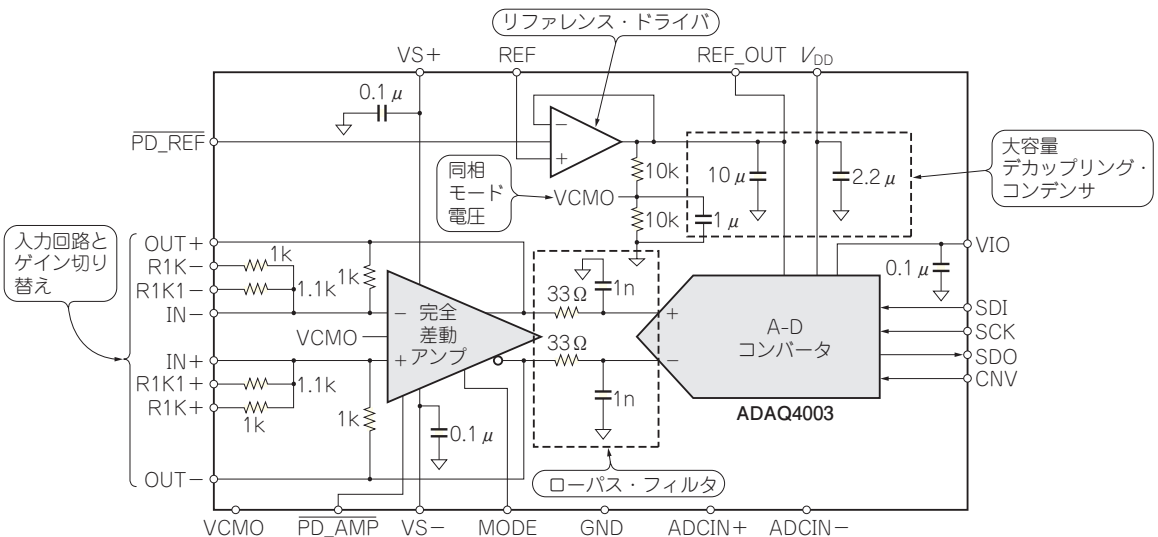 リファレンス・ドライバ
VS+
REF
REF_OUT
VDD
0.1μ
PD_REF
−
+
10k
10k
同相
モード
電圧
VCMO
10μ
2.2μ
1μ
大容量
デカップリング・
コンデンサ
入力回路と
ゲイン切り
替え
OUT+
R1K−
R1K1−
IN−
IN+
R1K1+
R1K+
OUT−
1k
1.1k
1k
1.1k
1k
1k
VCMO
−
+
完全
差動
アンプ
0.1μ
33Ω
33Ω
1n
1n
+
−
A-D
コンバータ
ADAQ4003
0.1μ
VIO
SDI
SCK
SDO
CNV
ローパス・フィルタ
VCMO
PD_AMP
VS−
MODE
GND
ADCIN+
ADCIN−